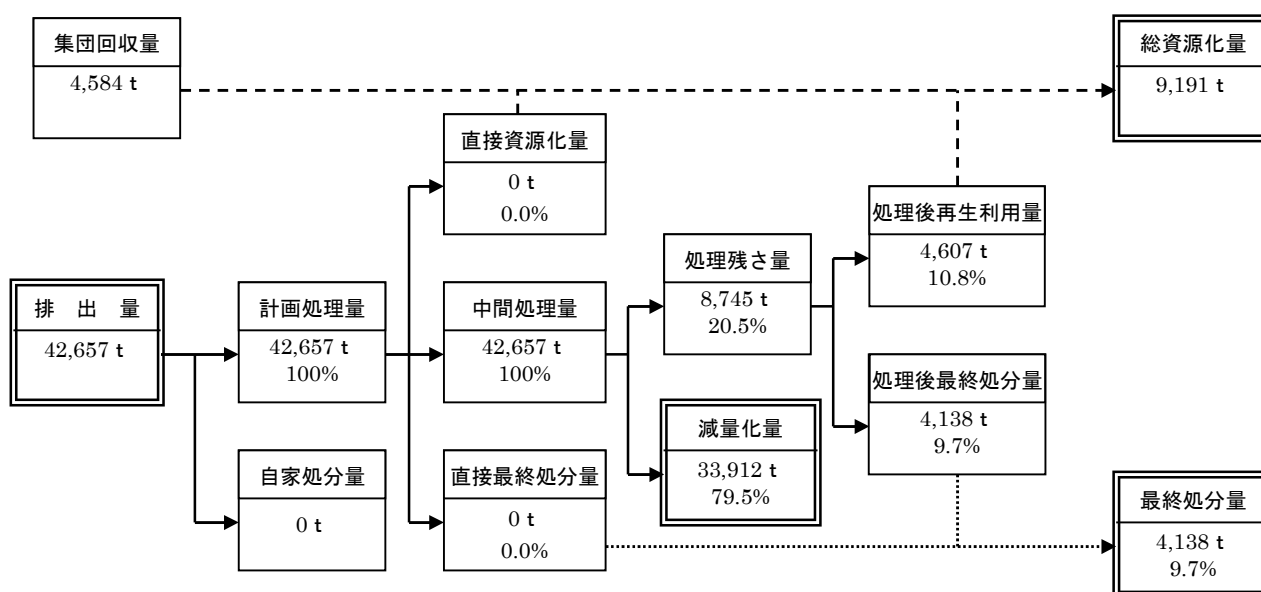 集団回収量
4,584 t
総資源化量
9,191 t
直接資源化量
0 t
0.0%
処理後再生利用量
4,607 t
10.8%
処理残さ量
8,745 t
20.5%
排 出 量
42,657 t
計画処理量
42,657 t
100%
中間処理量
42,657 t
100%
処理後最終処分量
4,138 t
9.7%
減量化量
33,912 t
79.5%
自家処分量
0 t
直接最終処分量
0 t
0.0%
最終処分量
4,138 t
9.7%